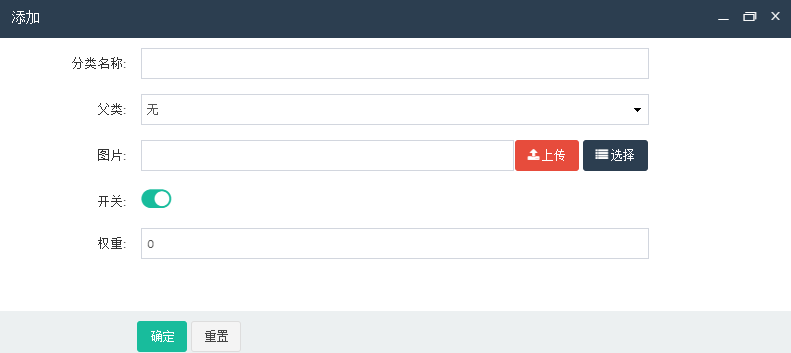 添加
分类名称:
父类: 无
图片: 上传 选择
开关:
权重: 0
确定 重置